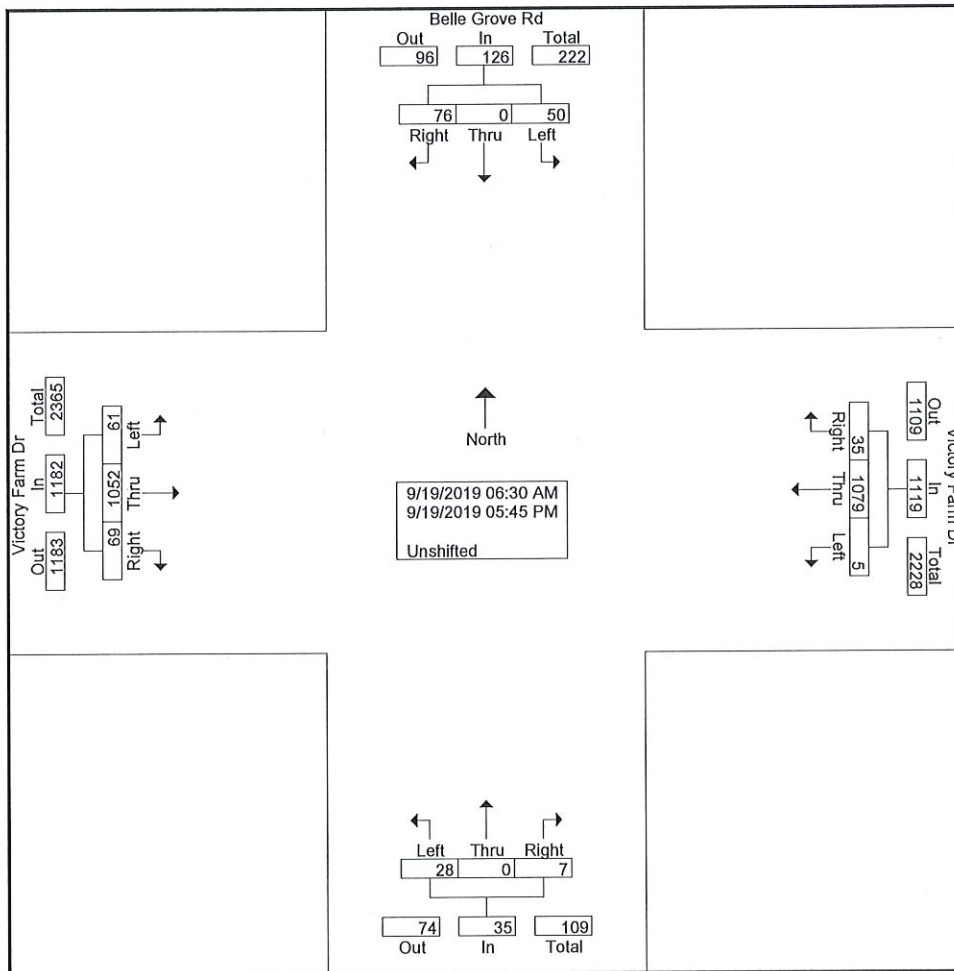 Belle Grove Rd
Out In Total
96 126 222
76 0 50
Right Thru Left
Victory Farm Dr
Total In Out
2365 1182 1183
61 1052 69
Left Thru Right
North
9/19/2019 06:30 AM
9/19/2019 05:45 PM
Unshifted
Right Thru Left
35 1079 5
Out In Total
1109 1119 2228
Victory Farm Dr
Left Thru Right
28 0 7
74 35 109
Out In Total